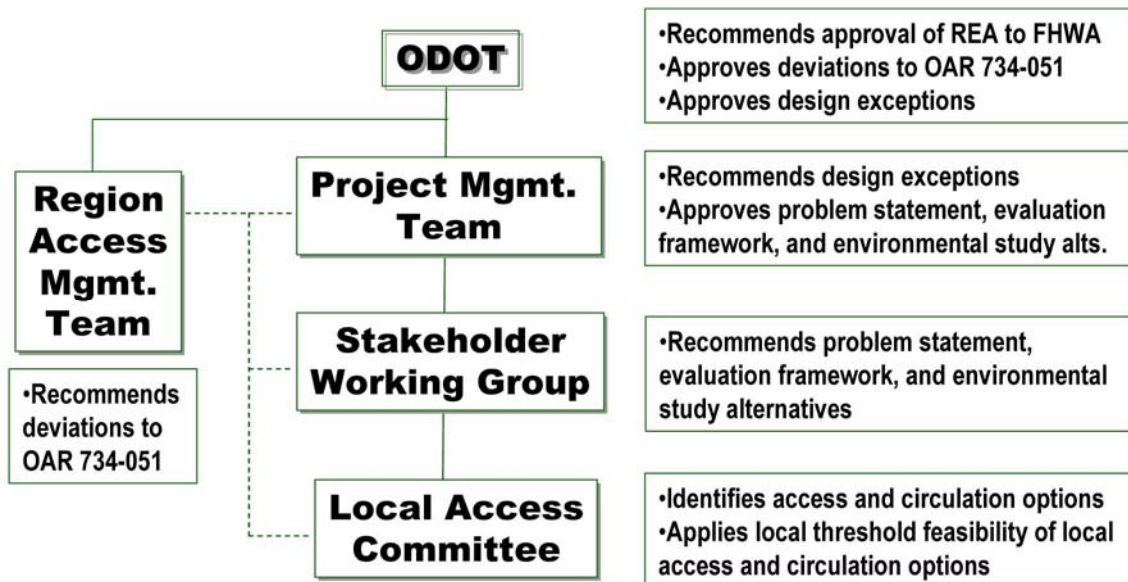 ODOT
•Recommends approval of REA to FHWA
•Approves deviations to OAR 734-051
•Approves design exceptions
Region
Access
Mgmt.
Team
•Recommends
deviations to
OAR 734-051
Project Mgmt.
Team
•Recommends design exceptions
•Approves problem statement, evaluation
framework, and environmental study alts.
Stakeholder
Working Group
•Recommends problem statement,
evaluation framework, and environmental
study alternatives
Local Access
Committee
•Identifies access and circulation options
•Applies local threshold feasibility of local
access and circulation options